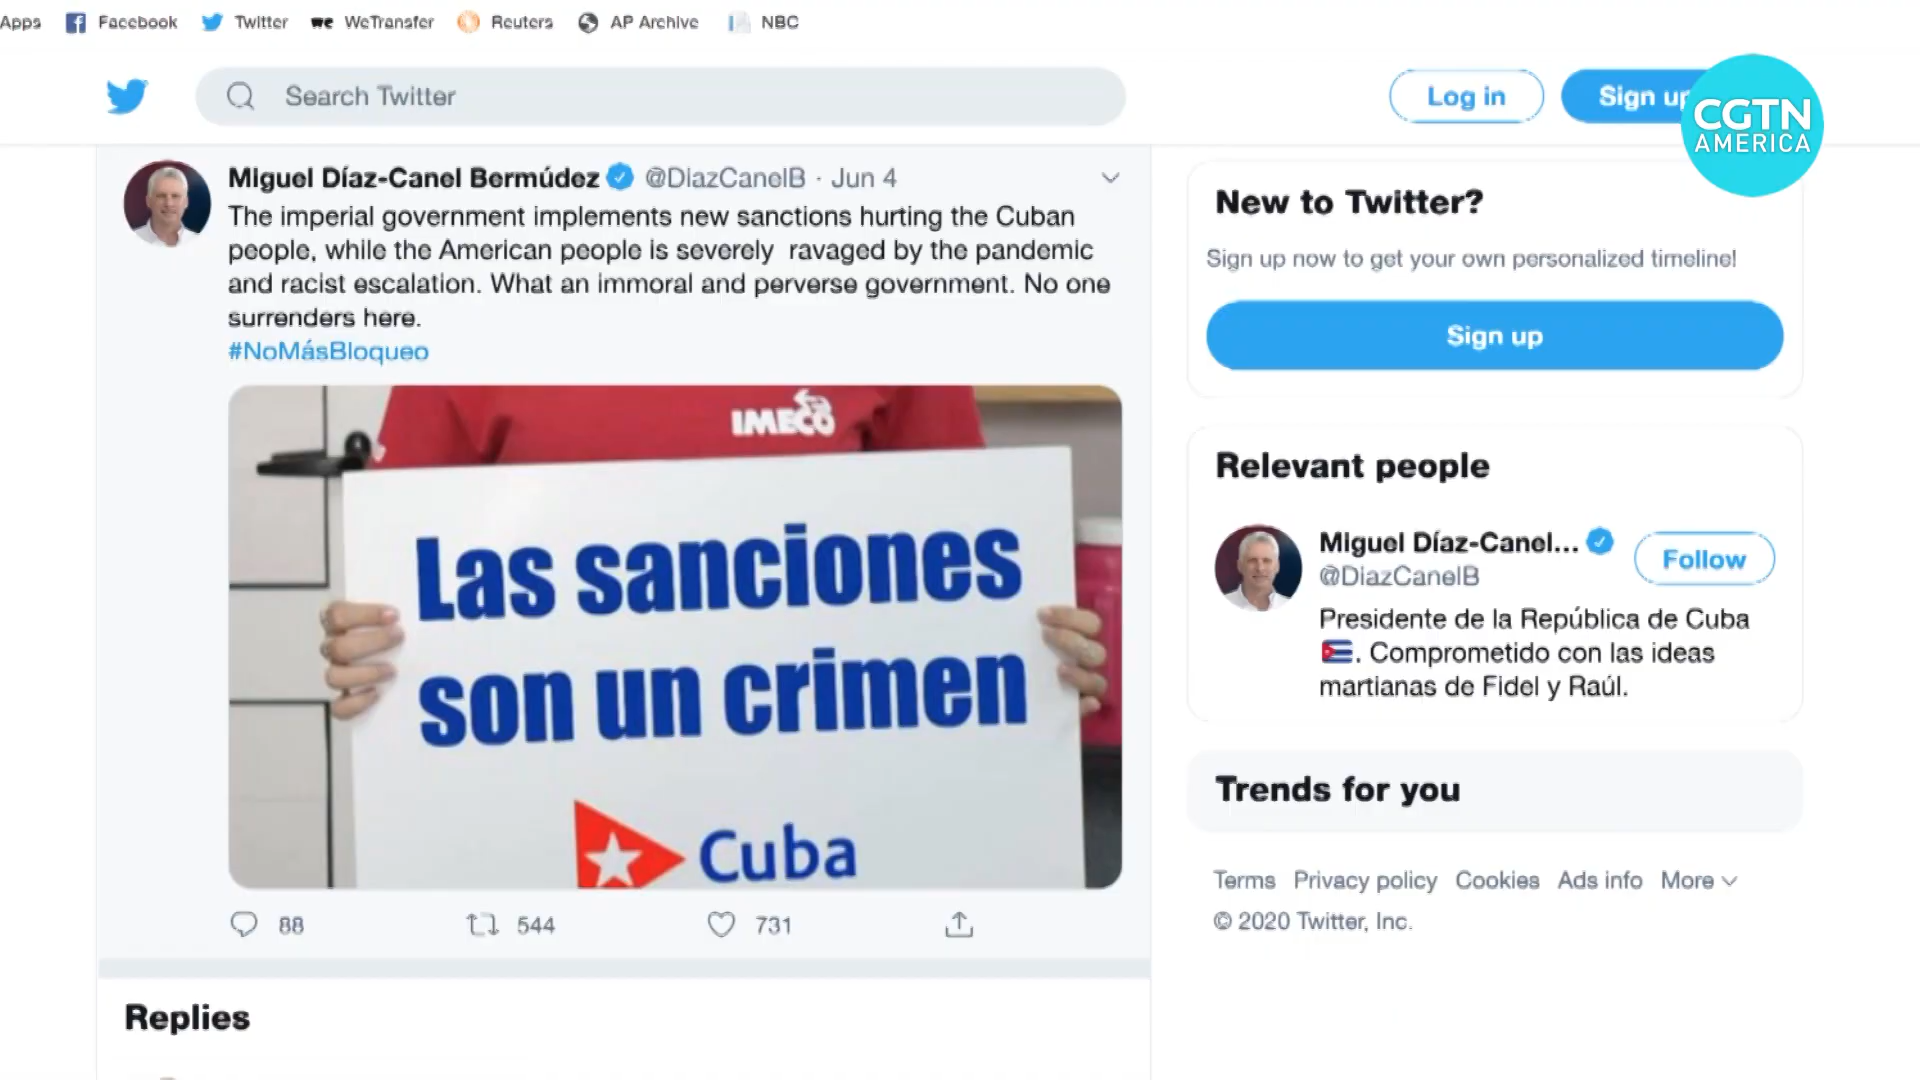 Apps Facebook Twitter WeTransfer Reuters AP Archive NBC
Search Twitter
Log in
Sign up
CGTN
AMERICA
Miguel Díaz-Canel Bermúdez @DiazCanelB · Jun 4
The imperial government implements new sanctions hurting the Cuban
people, while the American people is severely ravaged by the pandemic
and racist escalation. What an immoral and perverse government. No one
surrenders here.
#NoMásBloqueo
IMECO
Las sanciones
son un crimen
Cuba
88 544 731
Replies
New to Twitter?
Sign up now to get your own personalized timeline!
Sign up
Relevant people
Miguel Díaz-Canel...
@DiazCanelB
Follow
Presidente de la República de Cuba
. Comprometido con las ideas
martianas de Fidel y Raúl.
Trends for you
Terms Privacy policy Cookies Ads info More
© 2020 Twitter, Inc.